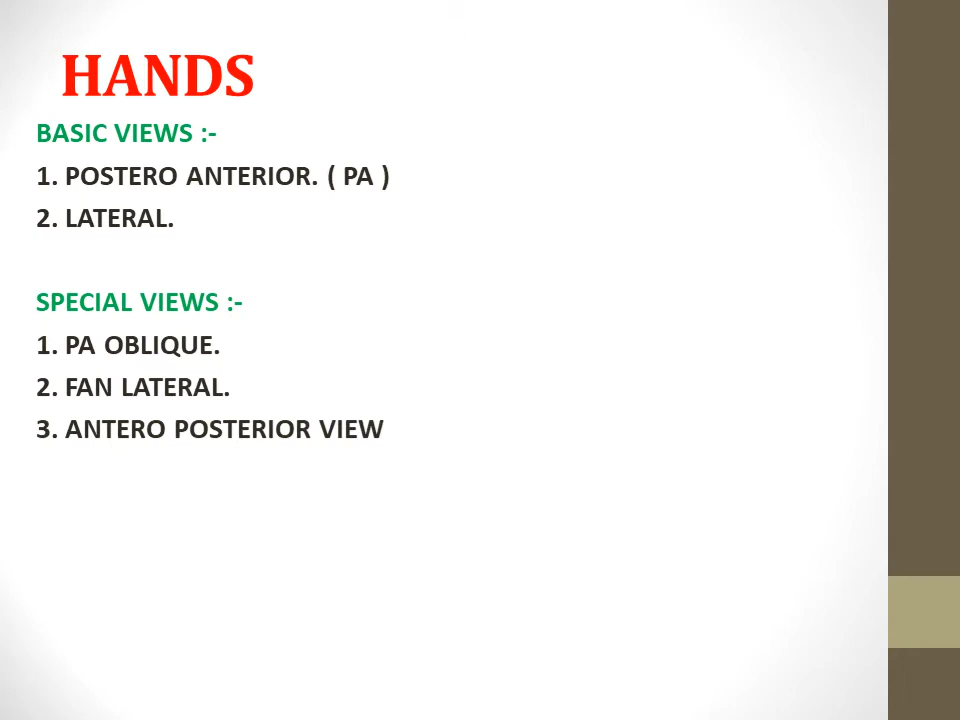 HANDS
BASIC VIEWS :-
1. POSTERO ANTERIOR. ( PA )
2. LATERAL.
SPECIAL VIEWS :-
1. PA OBLIQUE.
2. FAN LATERAL.
3. ANTERO POSTERIOR VIEW